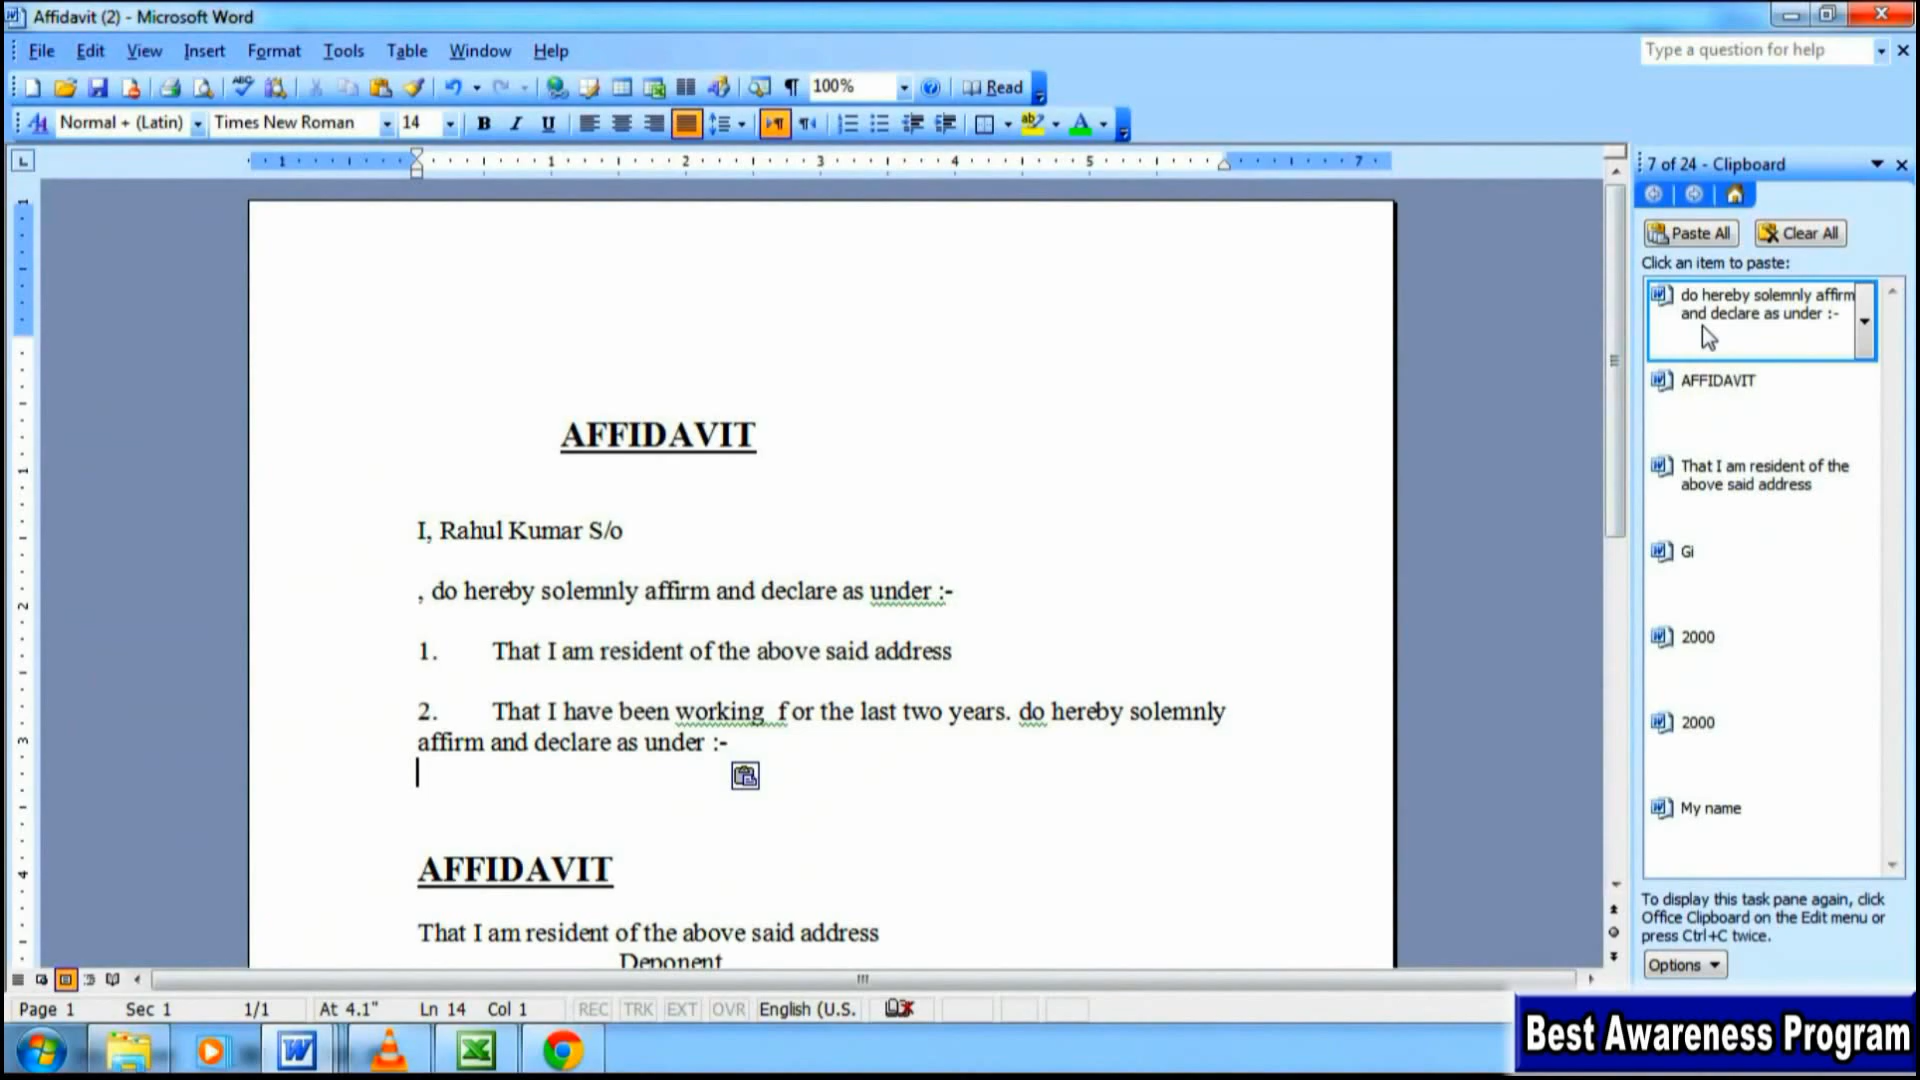 Affidavit (2) - Microsoft Word
File Edit View Insert Format Tools Table Window Help
Type a question for help
100%
Read
Normal + (Latin) Times New Roman 14 B I U
1 1 2 3 4 5 7
7 of 24 - Clipboard
Paste All Clear All
Click an item to paste:
do hereby solemnly affirm
and declare as under :-
AFFIDAVIT
That I am resident of the
above said address
Gi
2000
2000
My name
To display this task pane again, click
Office Clipboard on the Edit menu or
press Ctrl+C twice.
Options
AFFIDAVIT
I, Rahul Kumar S/o
, do hereby solemnly affirm and declare as under :-
1. That I am resident of the above said address
2. That I have been working f or the last two years. do hereby solemnly
affirm and declare as under :-
AFFIDAVIT
That I am resident of the above said address
Deponent
Page 1 Sec 1 1/1 At 4.1" Ln 14 Col 1 REC TRK EXT OVR English (U.S.
Best Awareness Program